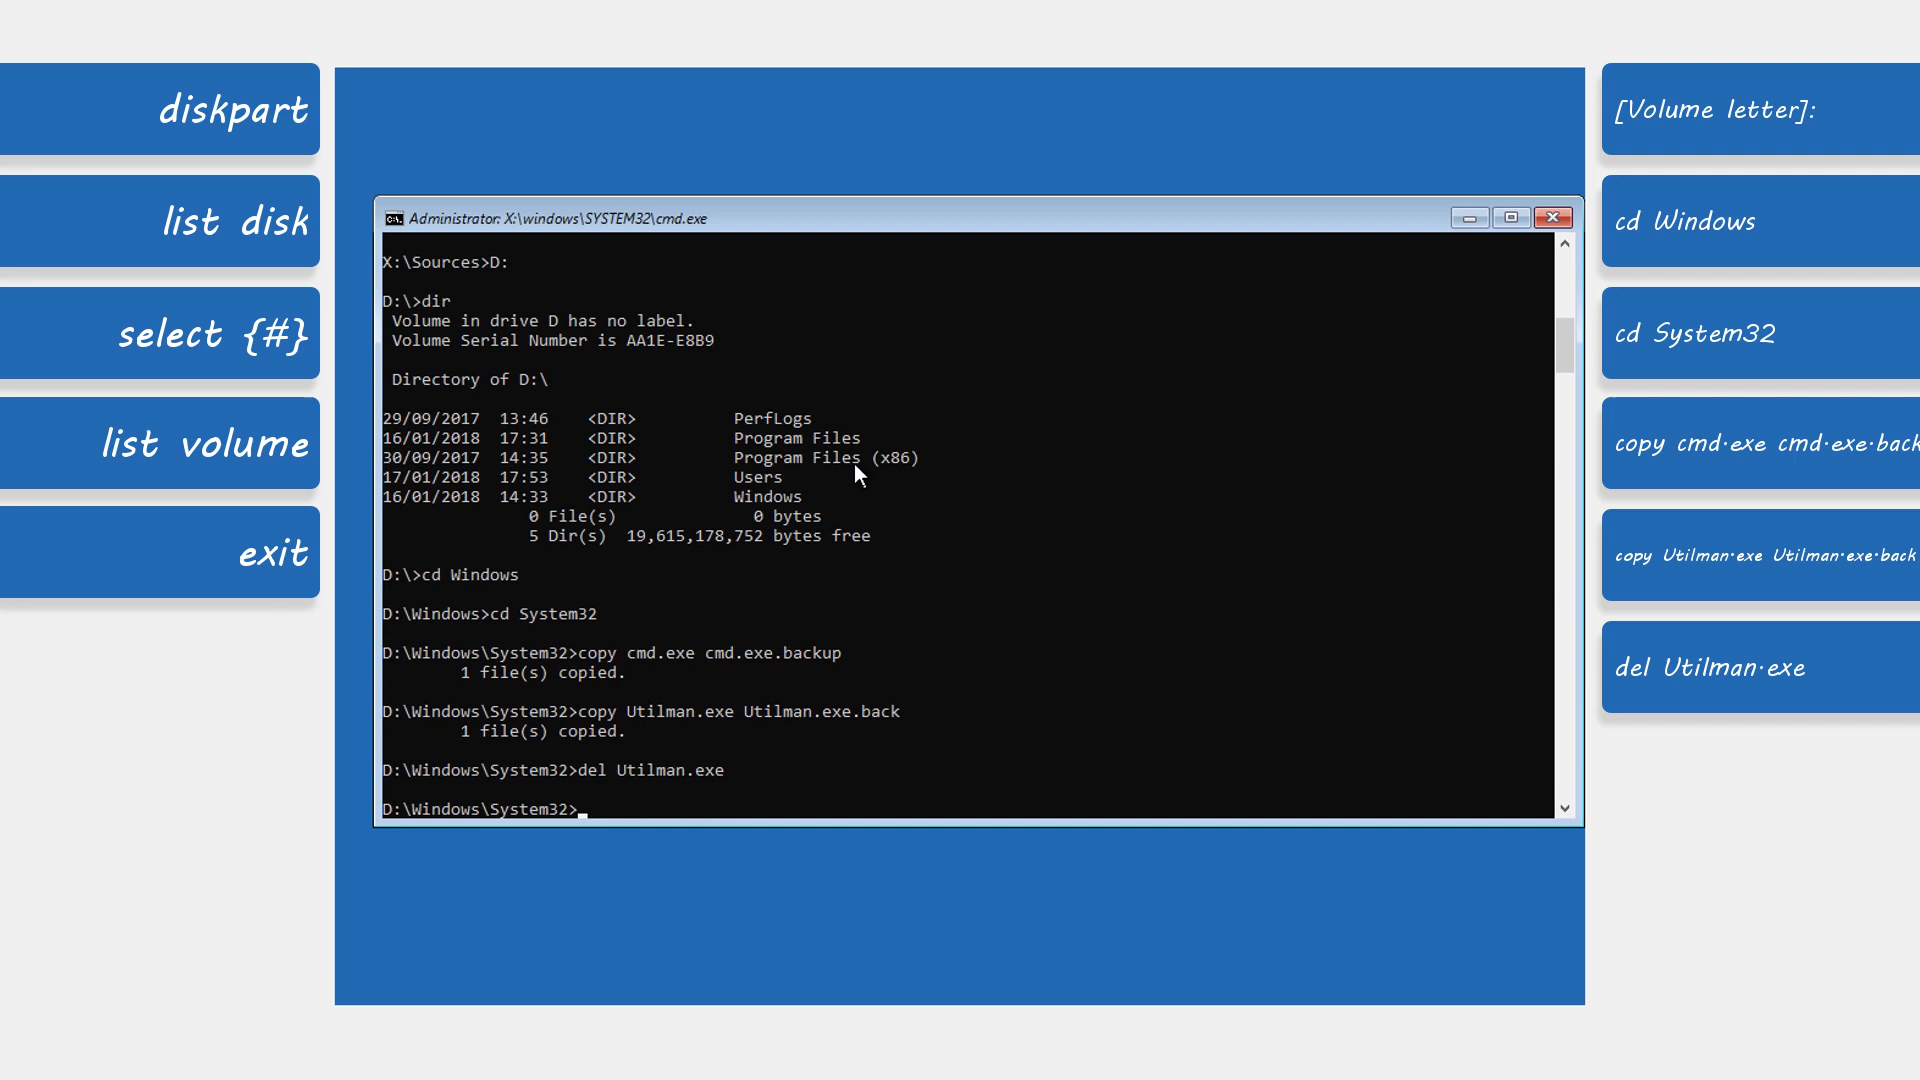 diskpart
list disk
select {#}
list volume
exit
Administrator: X:\windows\SYSTEM32\cmd.exe
X:\Sources>D:
D:\>dir
Volume in drive D has no label.
Volume Serial Number is AA1E-E8B9
Directory of D:\
29/09/2017 13:46 <DIR> PerfLogs
16/01/2018 17:31 <DIR> Program Files
30/09/2017 14:35 <DIR> Program Files (x86)
17/01/2018 17:53 <DIR> Users
16/01/2018 14:33 <DIR> Windows
0 File(s) 0 bytes
5 Dir(s) 19,615,178,752 bytes free
D:\>cd Windows
D:\Windows>cd System32
D:\Windows\System32>copy cmd.exe cmd.exe.backup
1 file(s) copied.
D:\Windows\System32>copy Utilman.exe Utilman.exe.back
1 file(s) copied.
D:\Windows\System32>del Utilman.exe
D:\Windows\System32>
[Volume letter]:
cd Windows
cd System32
copy cmd.exe cmd.exe.back
copy Utilman.exe Utilman.exe.back
del Utilman.exe